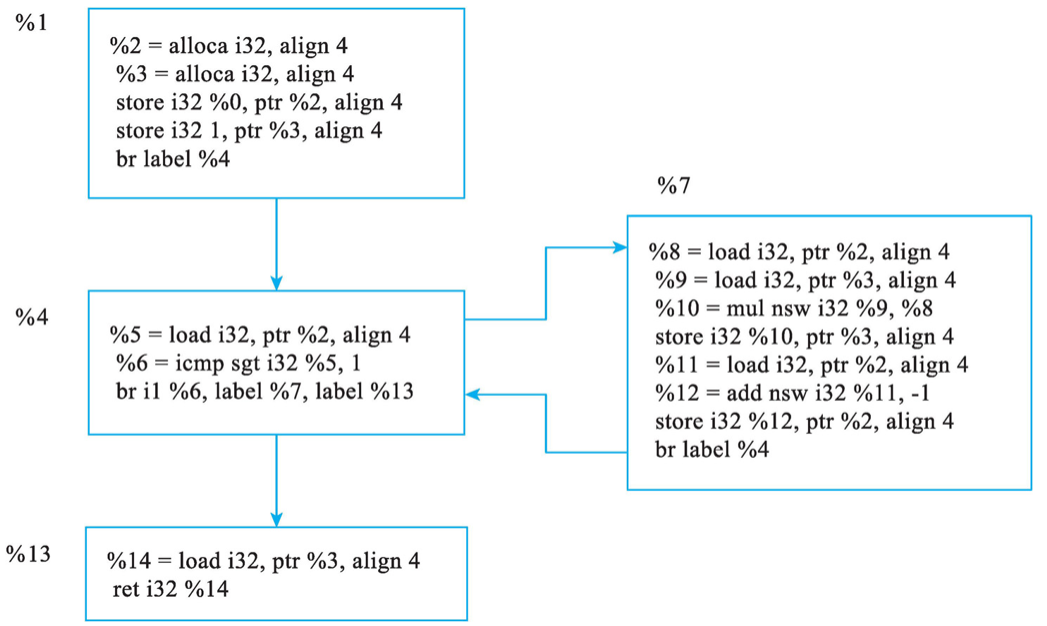 %1
%2 = alloca i32, align 4
%3 = alloca i32, align 4
store i32 %0, ptr %2, align 4
store i32 1, ptr %3, align 4
br label %4
%7
%8 = load i32, ptr %2, align 4
%9 = load i32, ptr %3, align 4
%10 = mul nsw i32 %9, %8
store i32 %10, ptr %3, align 4
%11 = load i32, ptr %2, align 4
%12 = add nsw i32 %11, -1
store i32 %12, ptr %2, align 4
br label %4
%4
%5 = load i32, ptr %2, align 4
%6 = icmp sgt i32 %5, 1
br i1 %6, label %7, label %13
%13
%14 = load i32, ptr %3, align 4
ret i32 %14